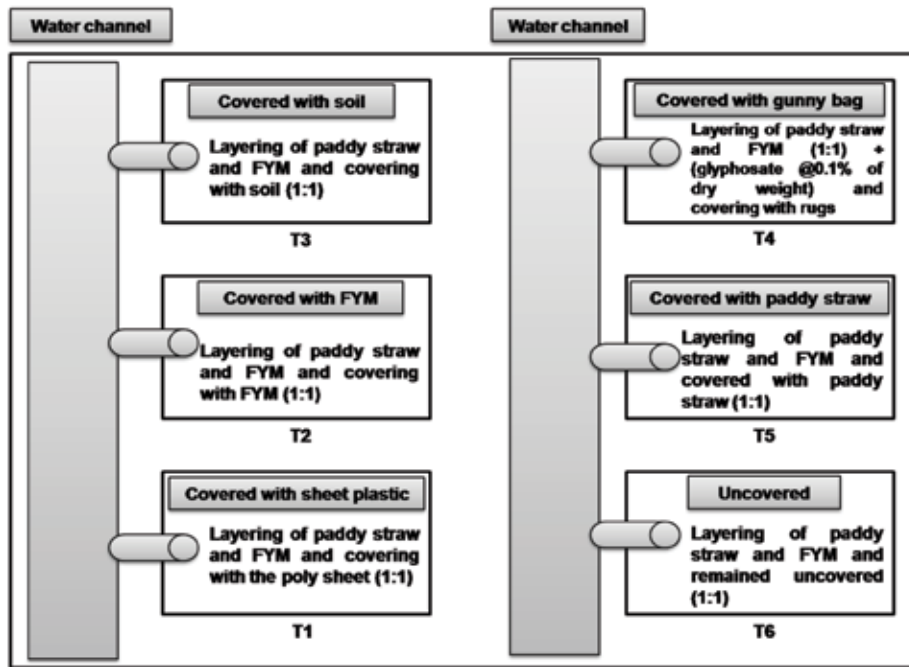 Water channel
Water channel
Covered with soil
Layering of paddy straw
and FYM and covering
with soil (1:1)
T3
Covered with FYM
Layering of paddy straw
and FYM and covering
with FYM (1:1)
T2
Covered with sheet plastic
Layering of paddy straw
and FYM and covering
with the poly sheet (1:1)
T1
Covered with gunny bag
Layering of paddy straw
and FYM (1:1) +
(glyphosate @0.1% of
dry weight) and
covering with rugs
T4
Covered with paddy straw
Layering of paddy
straw and FYM and
covered with paddy
straw (1:1)
T5
Uncovered
Layering of paddy
straw and FYM and
remained uncovered
(1:1)
T6